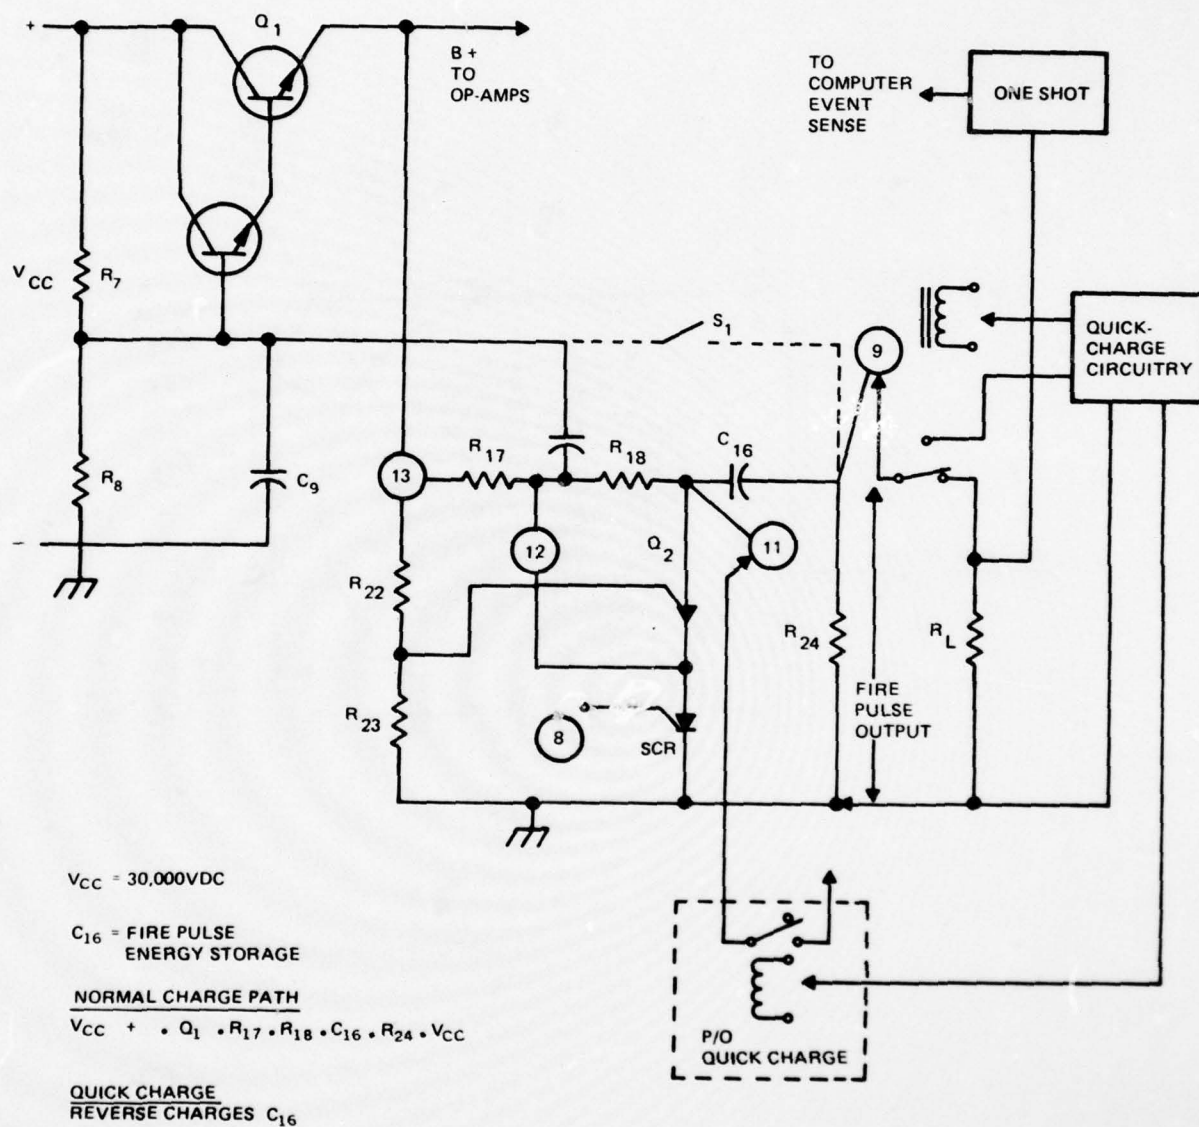 +
Q1
B +
TO
OP-AMPS
TO
COMPUTER
EVENT
SENSE
ONE SHOT
VCC
R7
S1
9
QUICK-
CHARGE
CIRCUITRY
R8
C9
13
R17
R18
C16
12
Q2
11
R22
R24
RL
R23
8
SCR
FIRE
PULSE
OUTPUT
−
VCC = 30,000VDC
C16 = FIRE PULSE
ENERGY STORAGE
NORMAL CHARGE PATH
VCC + • Q1 • R17 • R18 • C16 • R24 • VCC
P/O
QUICK CHARGE
QUICK CHARGE
REVERSE CHARGES C16